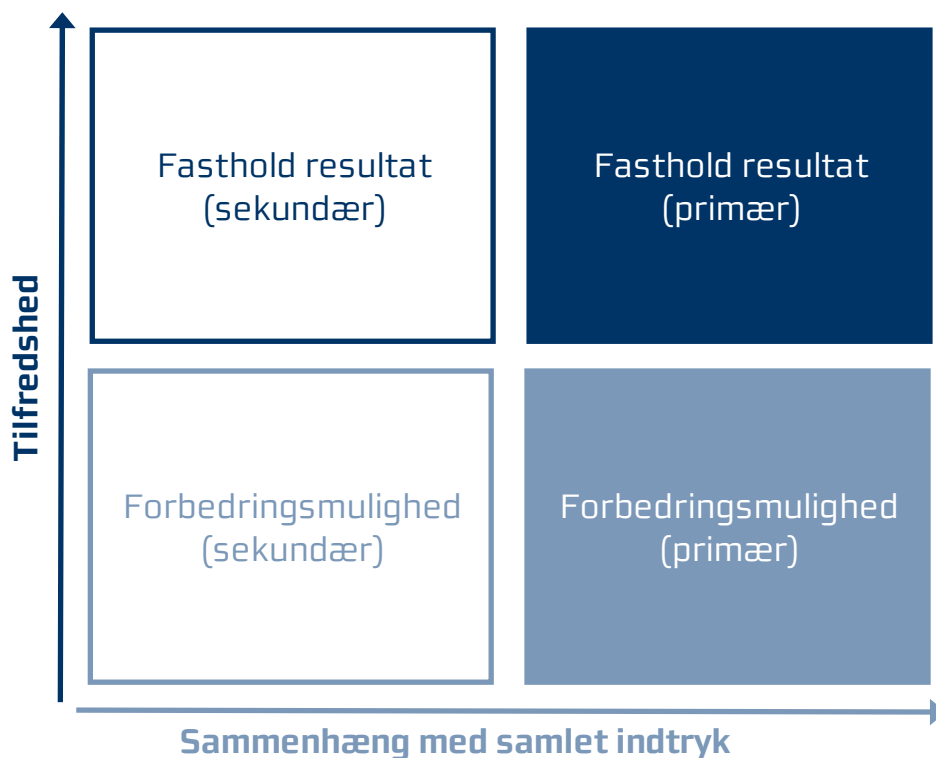 Tilfredshed
Fasthold resultat
(sekundær)
Fasthold resultat
(primær)
Forbedringsmulighed
(sekundær)
Forbedringsmulighed
(primær)
Sammenhæng med samlet indtryk